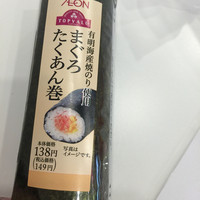 ÆON
TOPVALU
有明海産焼のり使用
まぐろ
たくあん巻
本体価格
138円
(税込価格)
149円
写真は
イメージです。